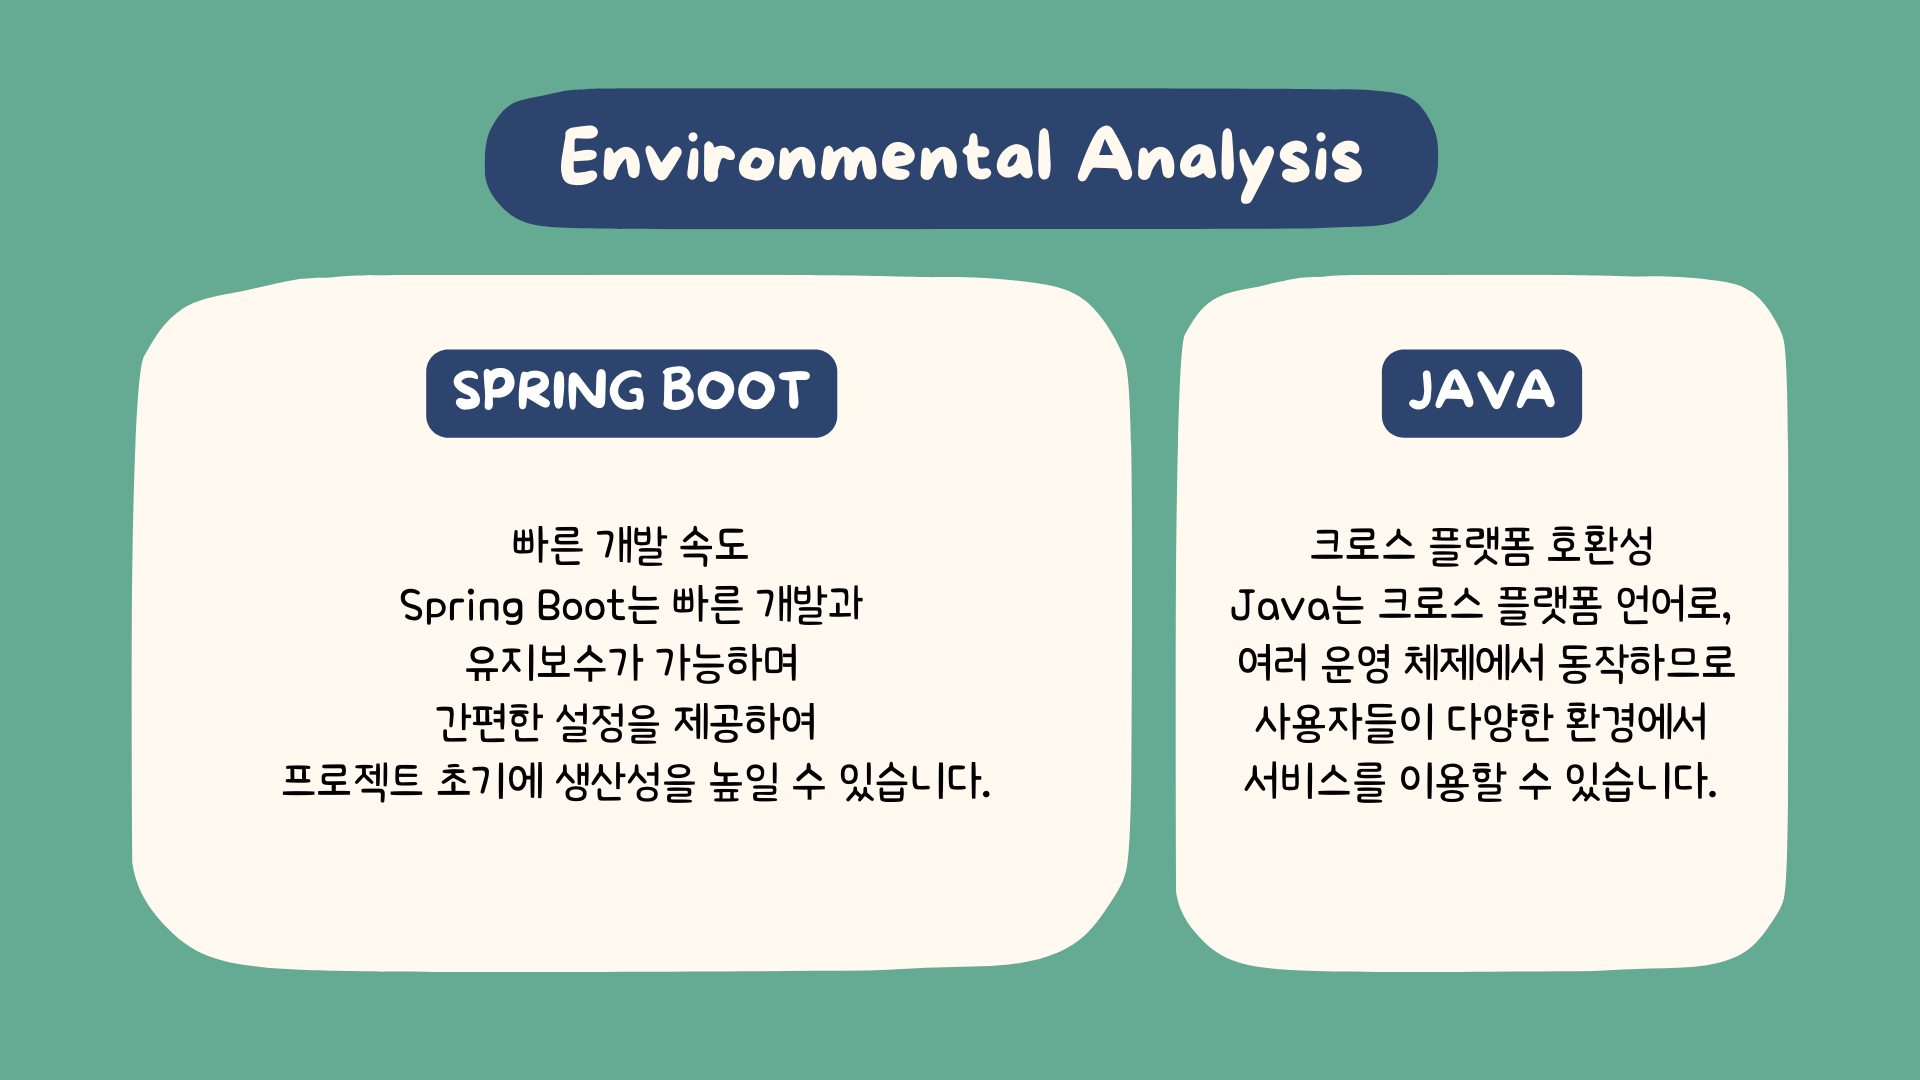 Environmental Analysis
SPRING BOOT
빠른 개발 속도
Spring Boot는 빠른 개발과
유지보수가 가능하며
간편한 설정을 제공하여
프로젝트 초기에 생산성을 높일 수 있습니다.
JAVA
크로스 플랫폼 호환성
Java는 크로스 플랫폼 언어로,
여러 운영 체제에서 동작하므로
사용자들이 다양한 환경에서
서비스를 이용할 수 있습니다.